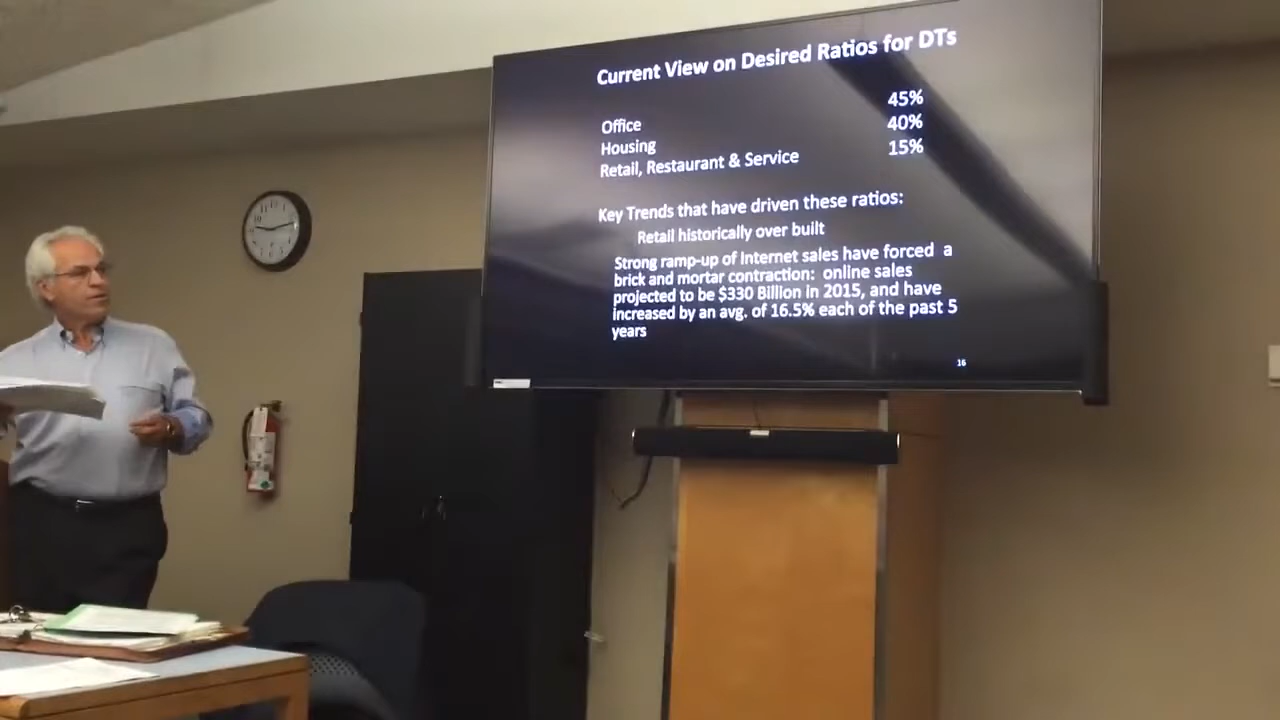 Current View on Desired Ratios for DTs
45%
Office 40%
Housing 15%
Retail, Restaurant & Service
Key Trends that have driven these ratios:
Retail historically over built
Strong ramp-up of Internet sales have forced a
brick and mortar contraction: online sales
projected to be $330 Billion in 2015, and have
increased by an avg. of 16.5% each of the past 5
years
16